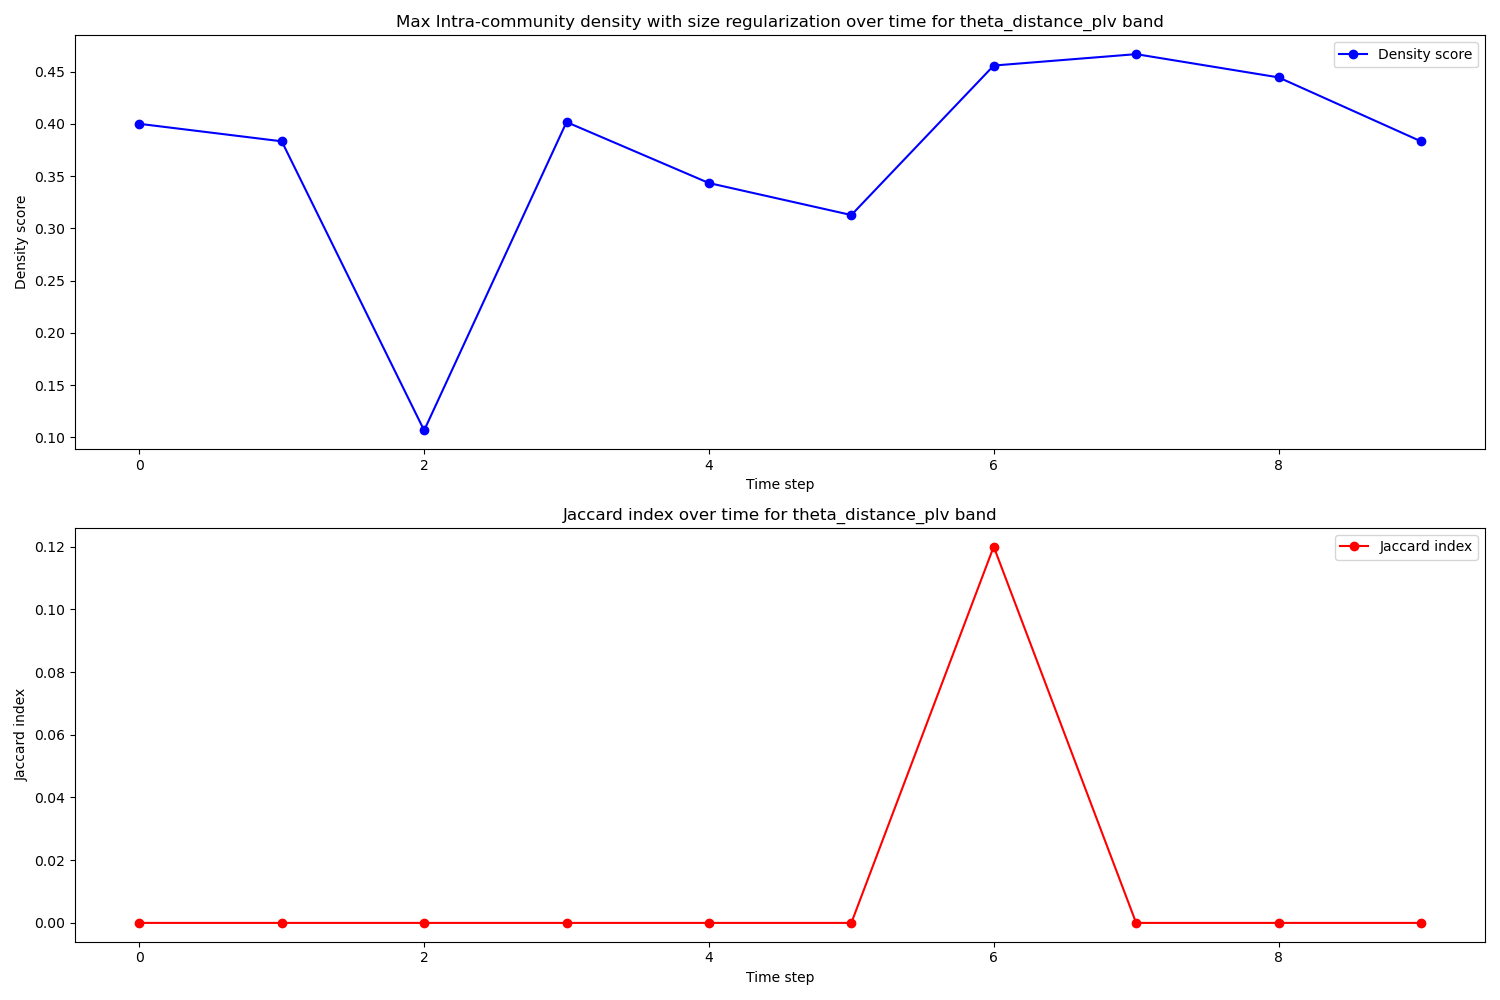 Max Intra-community density with size regularization over time for theta_distance_plv band
Density score
0.45
0.40
0.35
0.30
0.25
0.20
0.15
0.10
Density score
0 2 4 6 8
Time step
Jaccard index over time for theta_distance_plv band
Jaccard index
0.12
0.10
0.08
0.06
0.04
0.02
0.00
Jaccard index
0 2 4 6 8
Time step